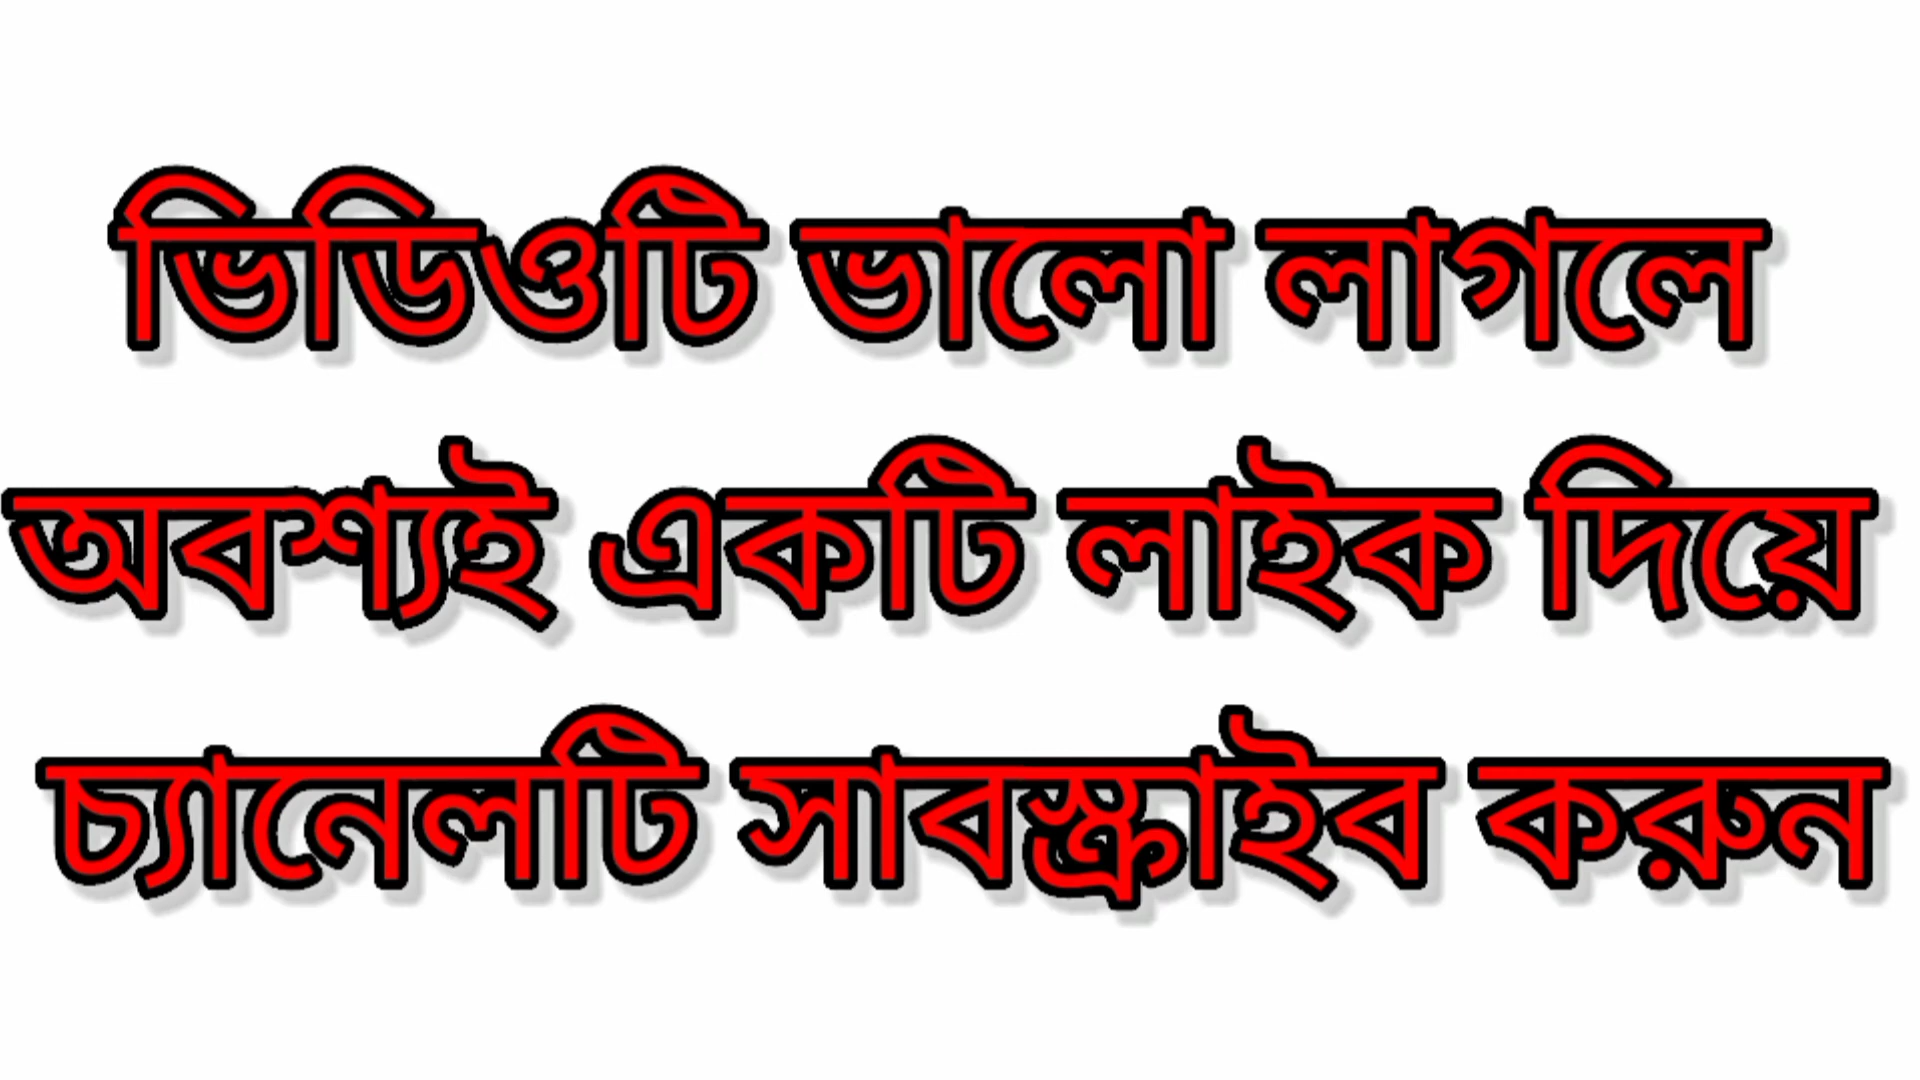 ভিডিওটি ভালো লাগলে
অবশ্যই একটি লাইক দিয়ে
চ্যানেলটি সাবস্ক্রাইব করুন